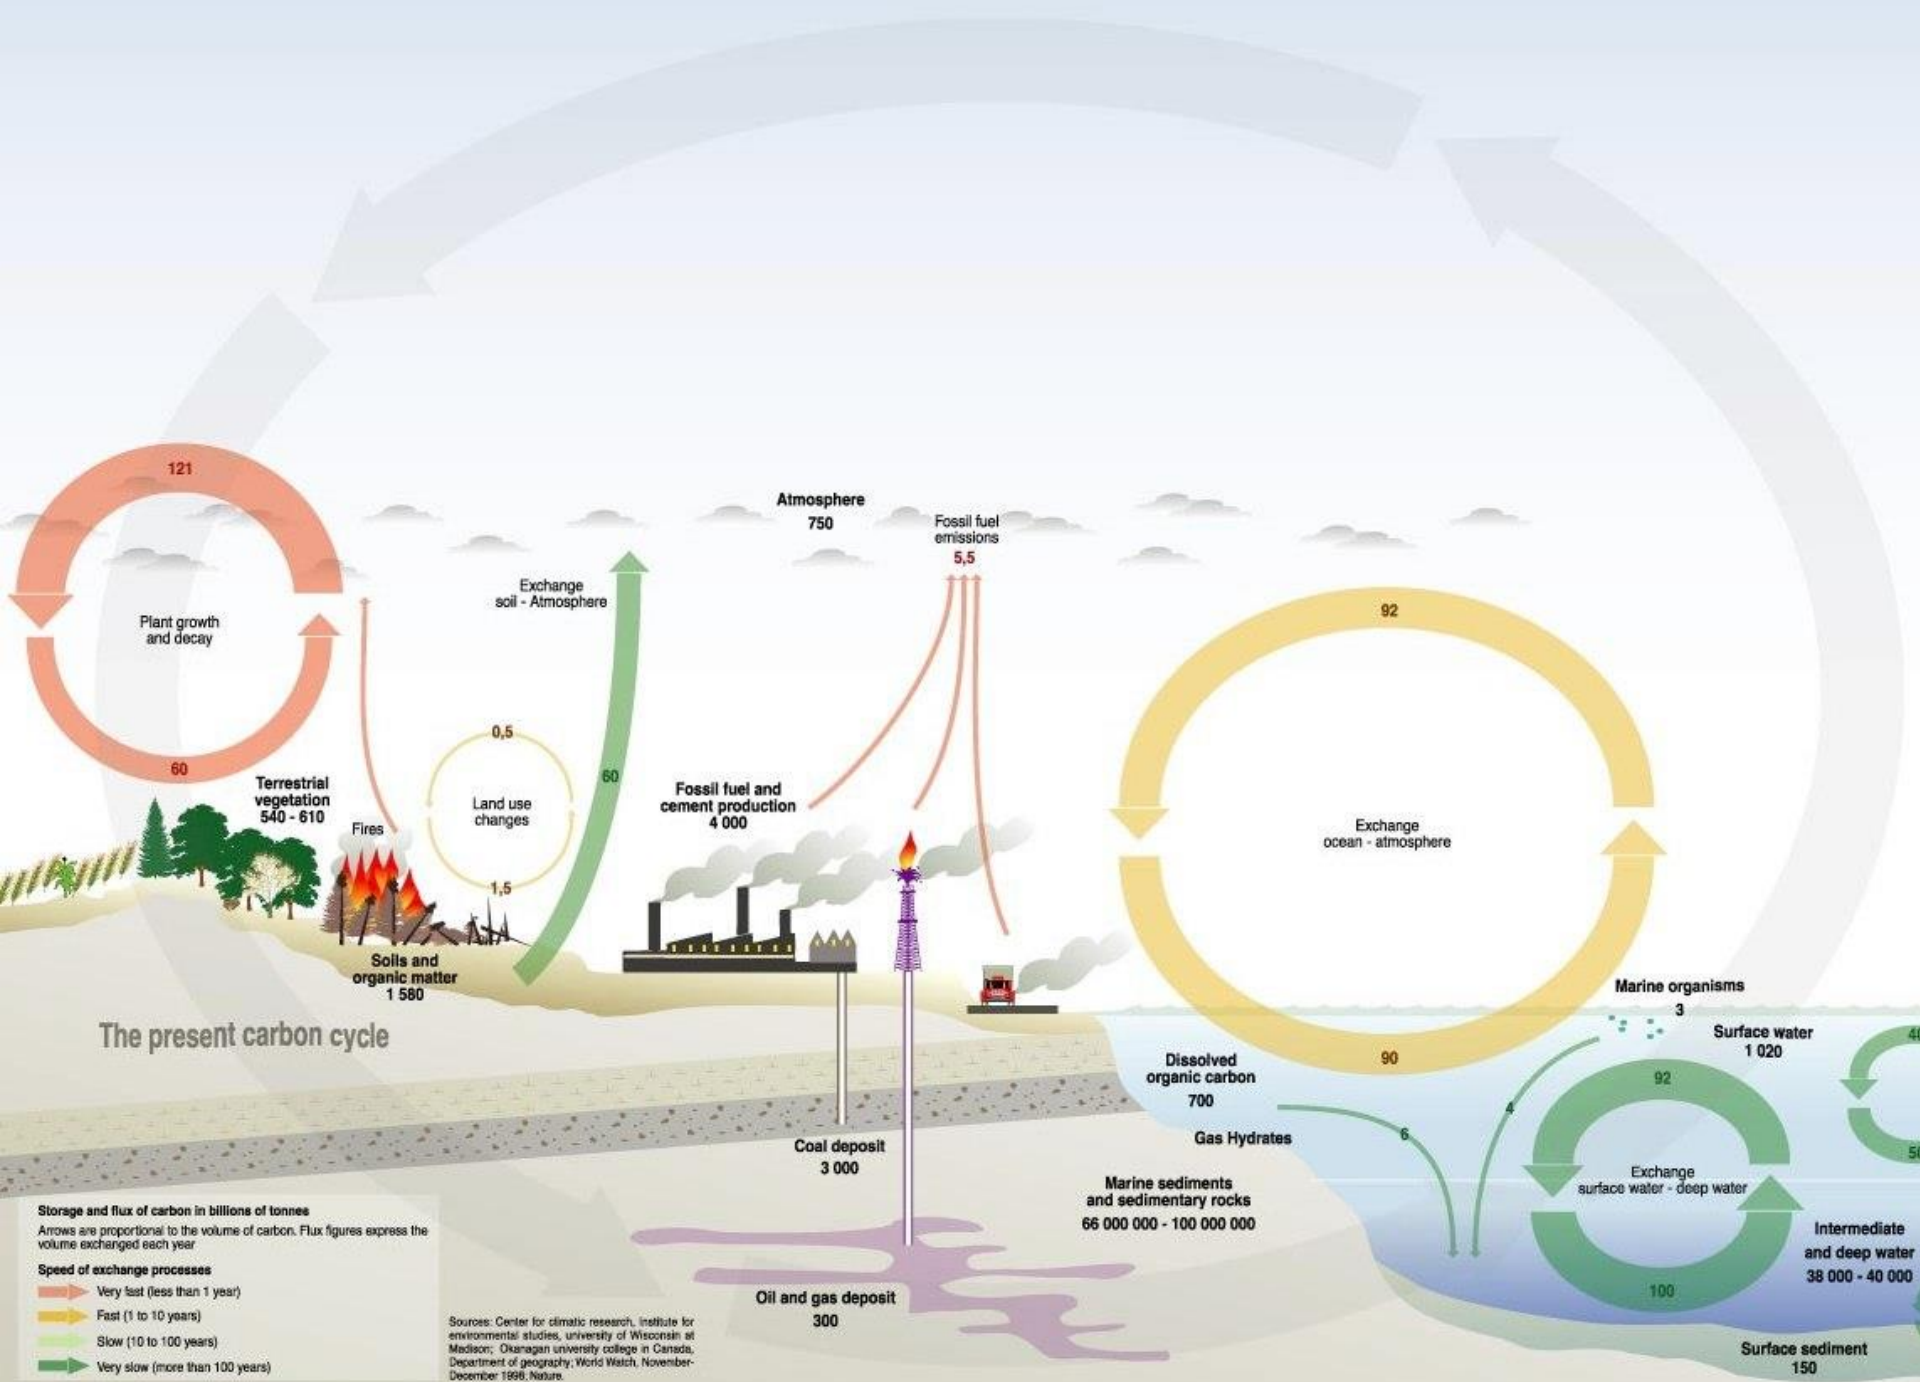 121
Atmosphere
750
Fossil fuel
emissions
5,5
Exchange
soil - Atmosphere
92
Plant growth
and decay
0,5
60
60
Terrestrial
vegetation
540 - 610
Fires
Land use
changes
Fossil fuel and
cement production
4 000
Exchange
ocean - atmosphere
1,5
Soils and
organic matter
1 580
The present carbon cycle
Marine organisms
3
Surface water
1 020
90
Dissolved
organic carbon
700
92
4
6
Gas Hydrates
Coal deposit
3 000
Exchange
surface water - deep water
Marine sediments
and sedimentary rocks
66 000 000 - 100 000 000
Intermediate
and deep water
38 000 - 40 000
100
Oil and gas deposit
300
Surface sediment
150
Storage and flux of carbon in billions of tonnes
Arrows are proportional to the volume of carbon. Flux figures express the
volume exchanged each year
Speed of exchange processes
Very fast (less than 1 year)
Fast (1 to 10 years)
Slow (10 to 100 years)
Very slow (more than 100 years)
Sources: Center for climatic research, Institute for
environmental studies, university of Wisconsin at
Madison; Okanagan university college in Canada,
Department of geography; World Watch, November-
December 1998; Nature.